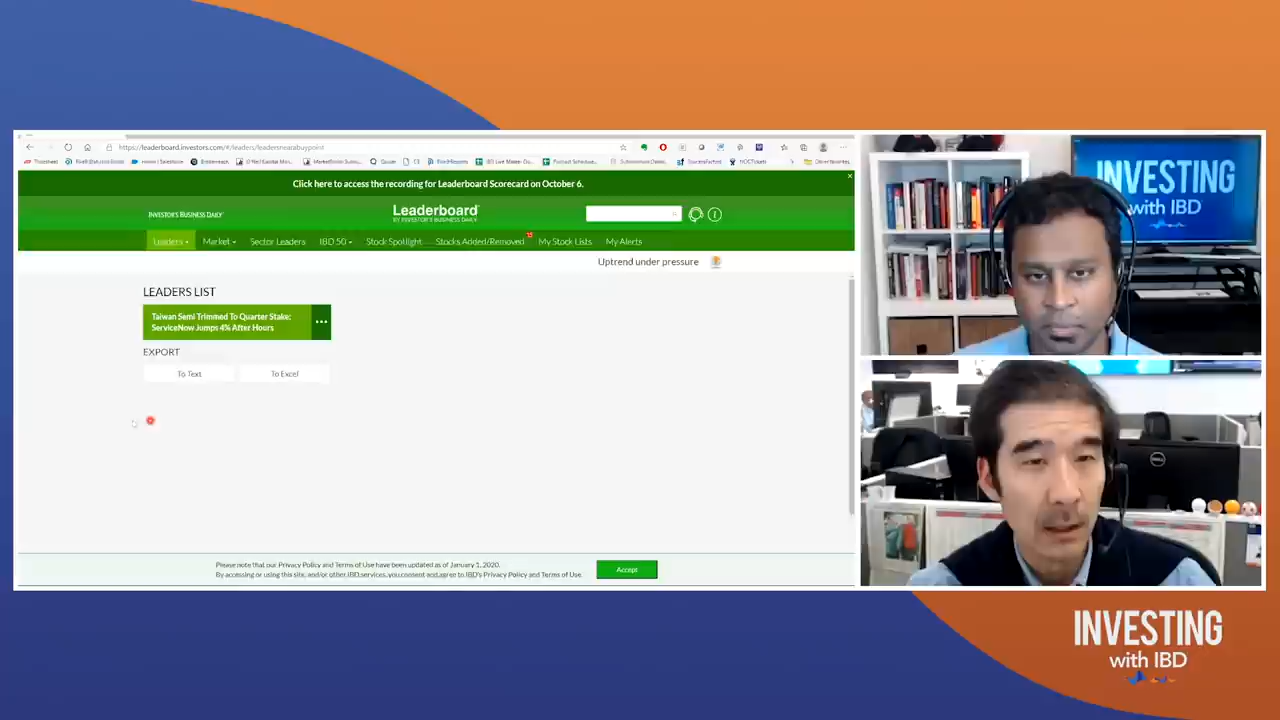 https://leaderboard.investors.com/#/leaders/leadersnearabuypoint
Click here to access the recording for Leaderboard Scorecard on October 6.
INVESTOR'S BUSINESS DAILY
Leaderboard
BY INVESTOR'S BUSINESS DAILY
Leaders
Market
Sector Leaders
IBD 50
Stock Spotlight
Stocks Added/Removed
My Stock Lists
My Alerts
Uptrend under pressure
LEADERS LIST
Taiwan Semi Trimmed To Quarter Stake;
ServiceNow Jumps 4% After Hours
EXPORT
To Text
To Excel
Please note that our Privacy Policy and Terms of Use have been updated as of January 1, 2020.
By accessing or using this site, and/or other IBD services, you consent and agree to IBD's Privacy Policy and Terms of Use.
Accept
INVESTING
with IBD
DELL
INVESTING
with IBD